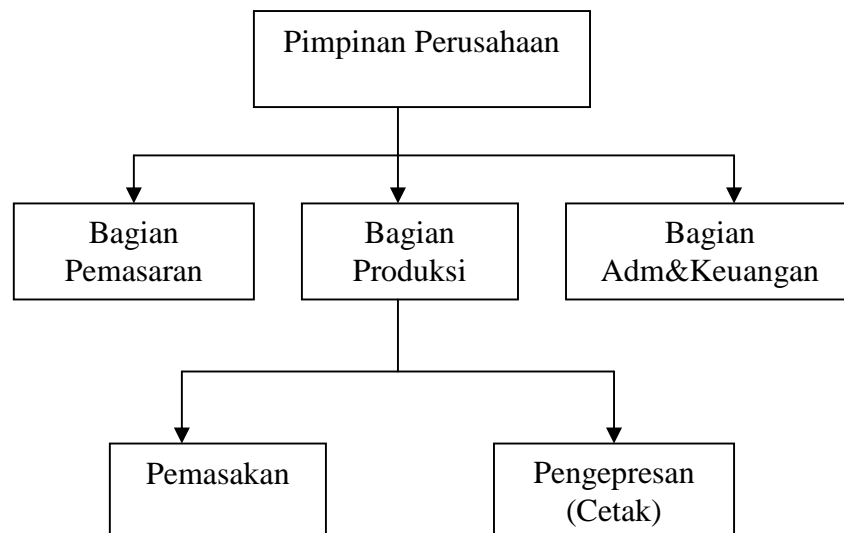 Pimpinan Perusahaan
Bagian
Pemasaran
Bagian
Produksi
Bagian
Adm&Keuangan
Pemasakan
Pengepresan
(Cetak)